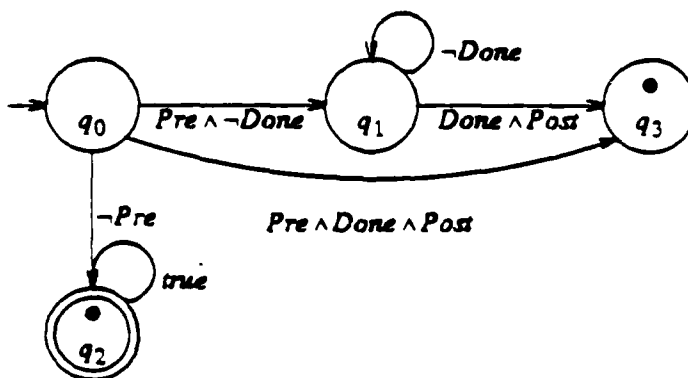 ¬Done
q0
Pre ∧ ¬Done
q1
Done ∧ Post
q3
¬Pre
Pre ∧ Done ∧ Post
true
q2